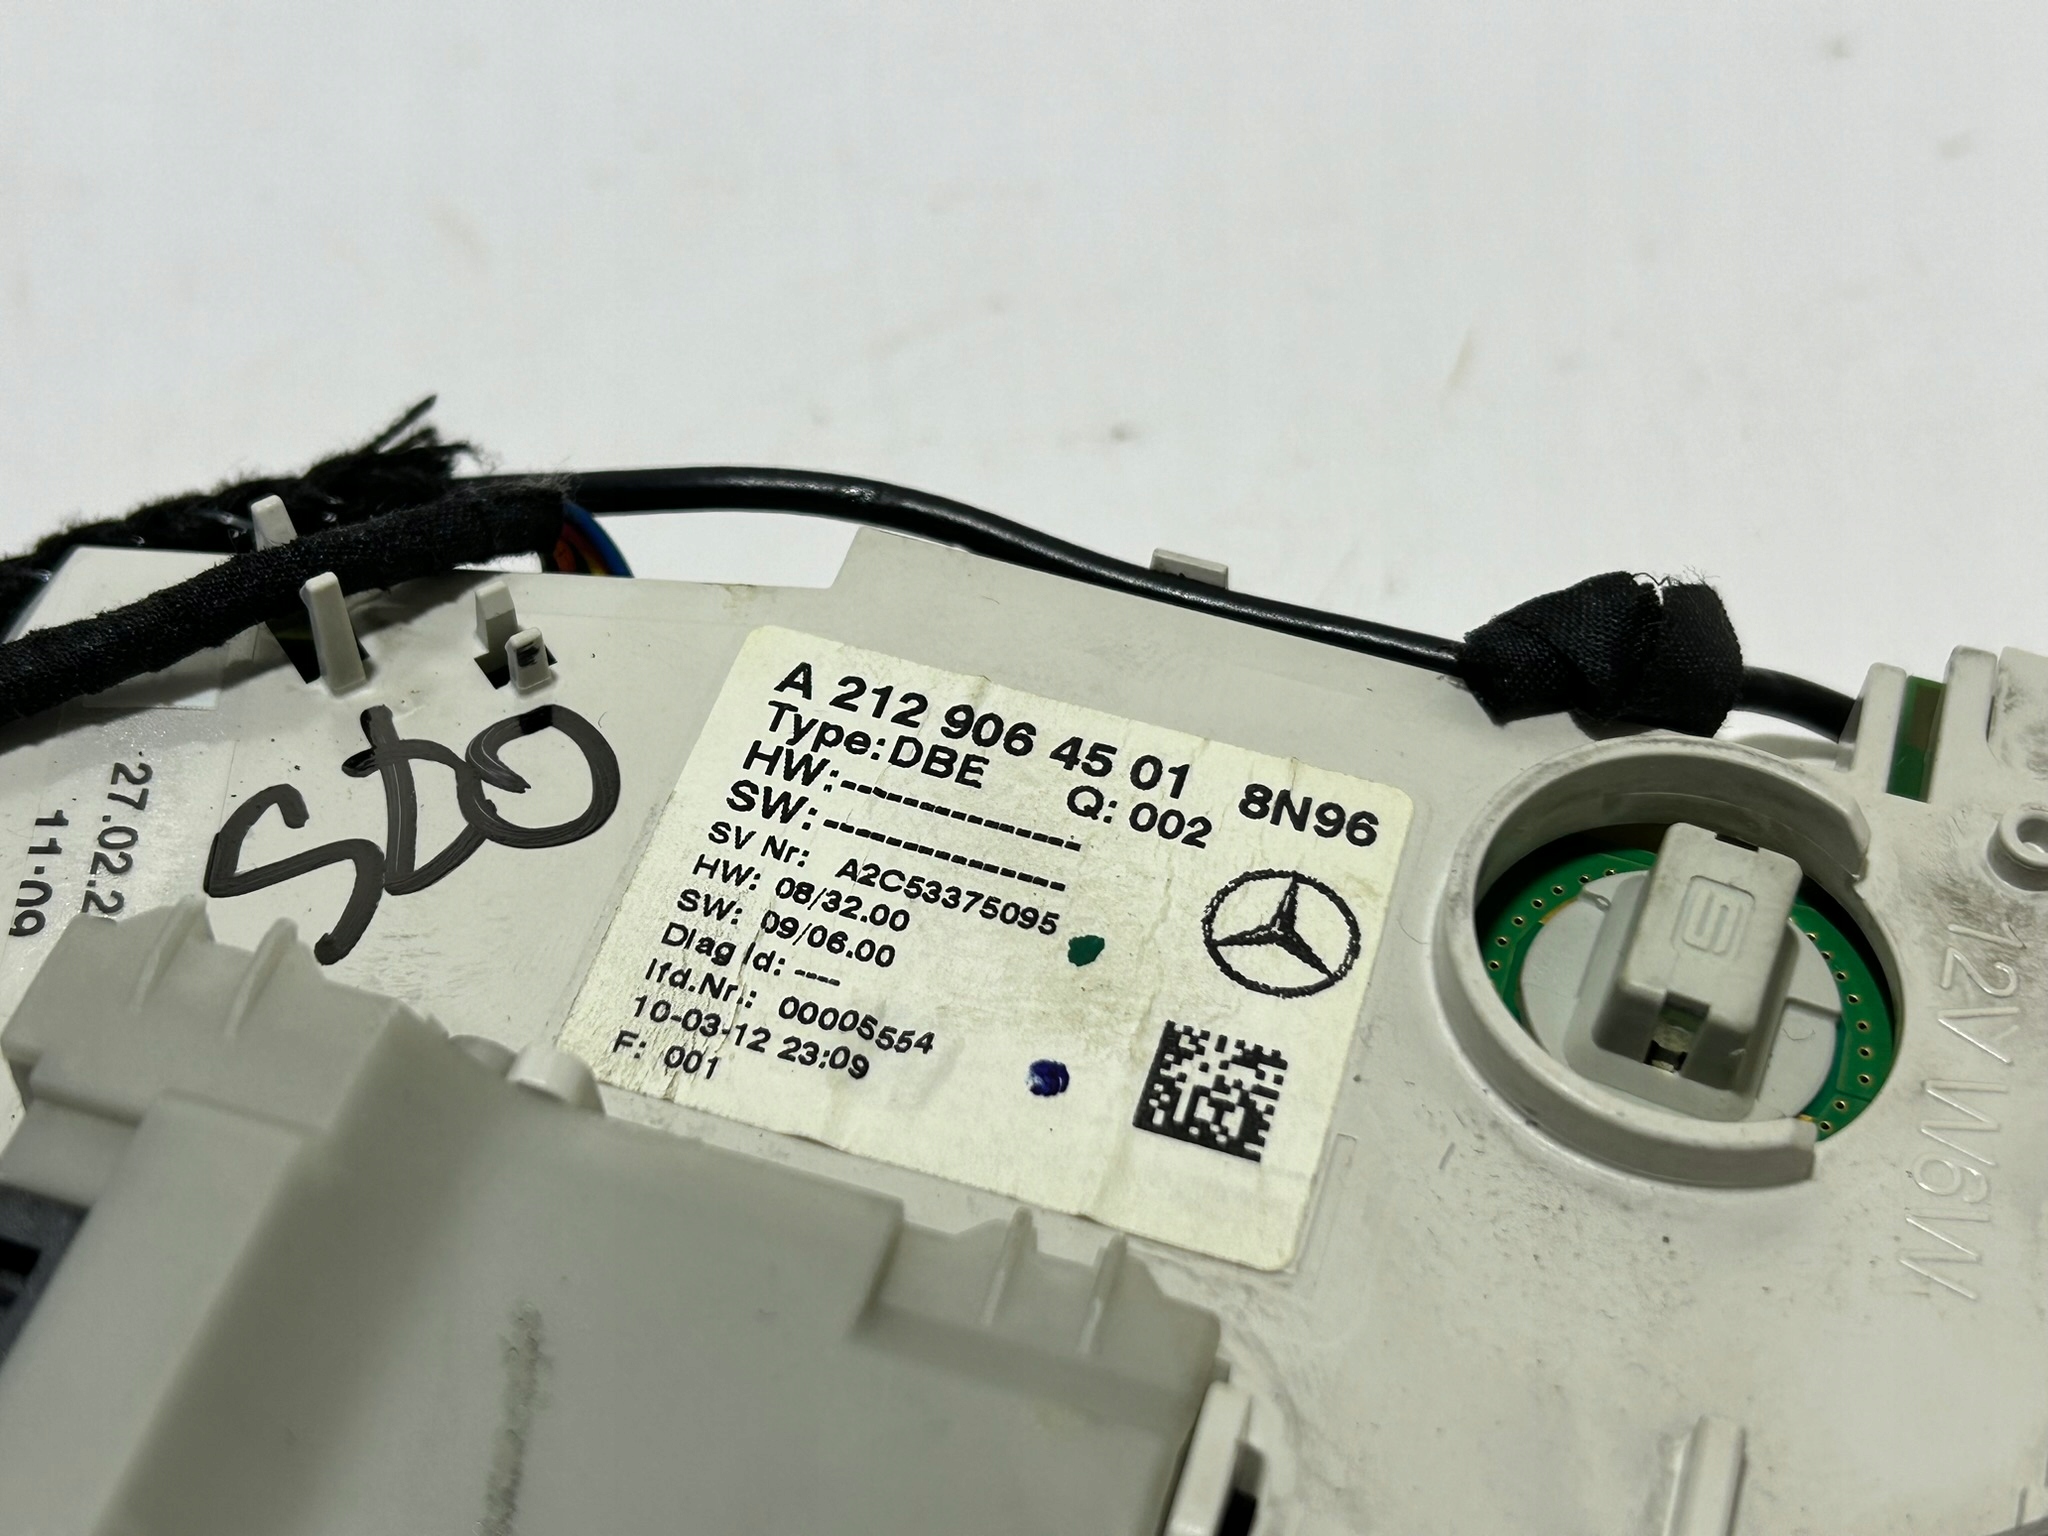 A 212 906 45 01 8N96
Type: DBE Q: 002
HW:--------------
SW:--------------
SV Nr: A2C53375095
HW: 08/32.00
SW: 09/06.00
Diag Id: ----
lfd.Nr.: 00005554
10-03-12 23:09
F: 001
27.02.2
11:09
12V W6W